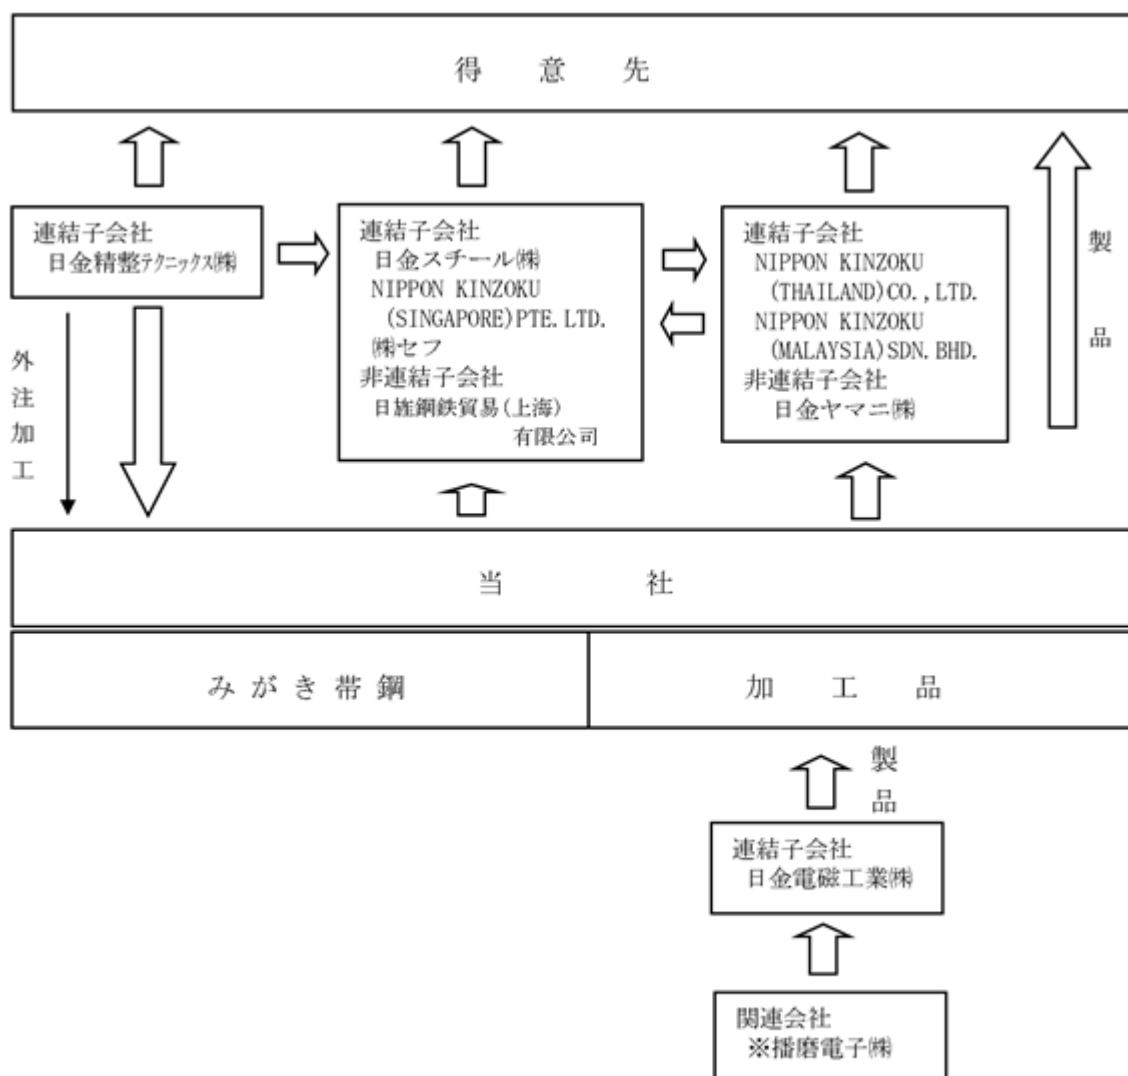 得　意　先
連結子会社
日金精整テクニックス㈱
連結子会社
日金スチール㈱
NIPPON KINZOKU
(SINGAPORE)PTE.LTD.
㈱セフ
非連結子会社
日旌鋼鉄貿易(上海)
有限公司
連結子会社
NIPPON KINZOKU
(THAILAND)CO.,LTD.
NIPPON KINZOKU
(MALAYSIA)SDN.BHD.
非連結子会社
日金ヤマニ㈱
製品
外注加工
当　社
みがき帯鋼
加　工　品
製品
連結子会社
日金電磁工業㈱
関連会社
※播磨電子㈱